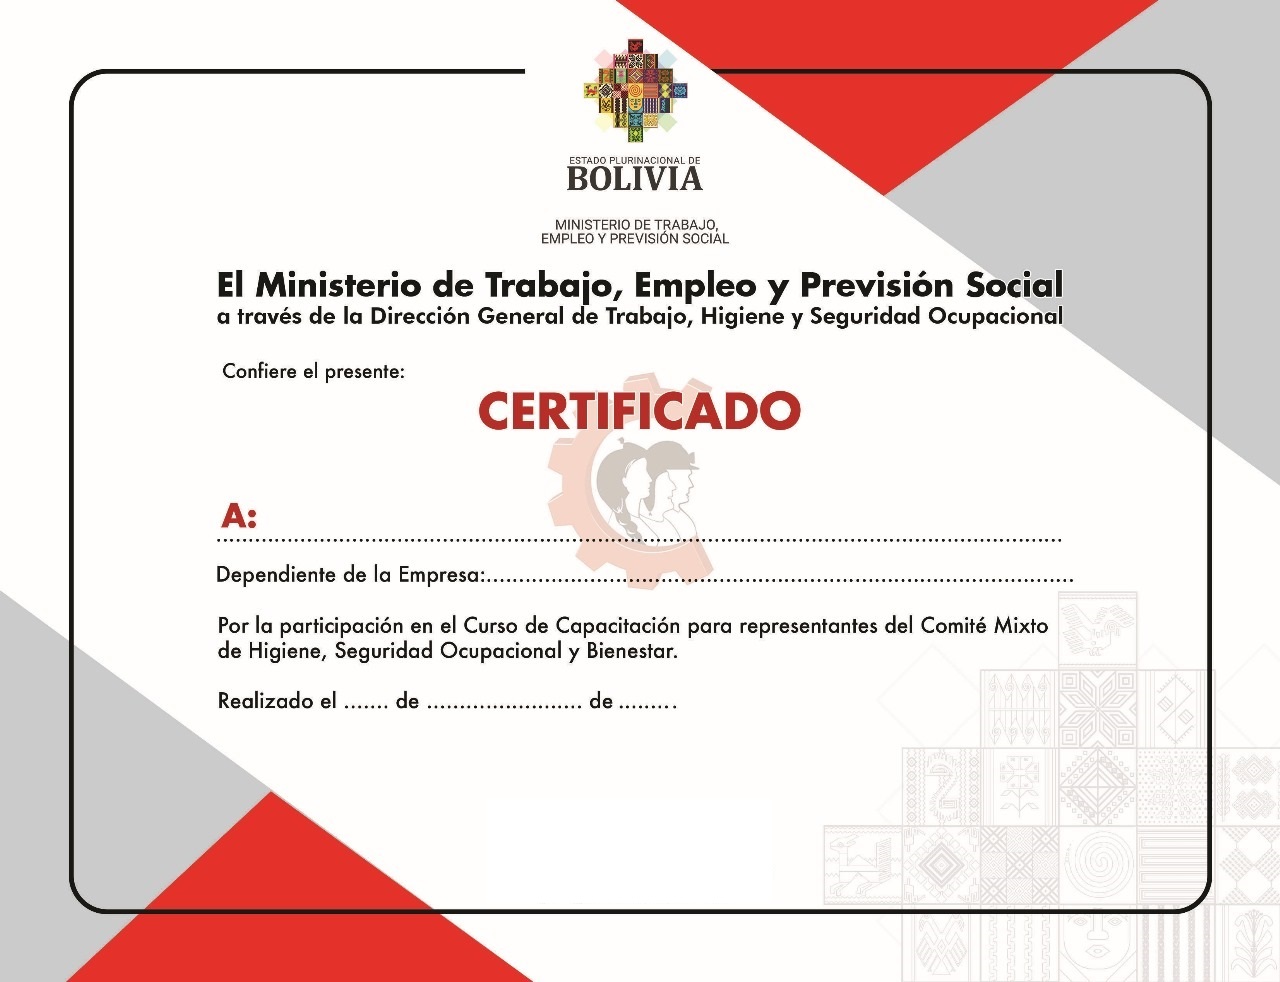 ESTADO PLURINACIONAL DE
BOLIVIA
MINISTERIO DE TRABAJO,
EMPLEO Y PREVISIÓN SOCIAL
El Ministerio de Trabajo, Empleo y Previsión Social
a través de la Dirección General de Trabajo, Higiene y Seguridad Ocupacional
Confiere el presente:
CERTIFICADO
A:
Dependiente de la Empresa:..........................................................................................
Por la participación en el Curso de Capacitación para representantes del Comité Mixto
de Higiene, Seguridad Ocupacional y Bienestar.
Realizado el ....... de ........................ de .........